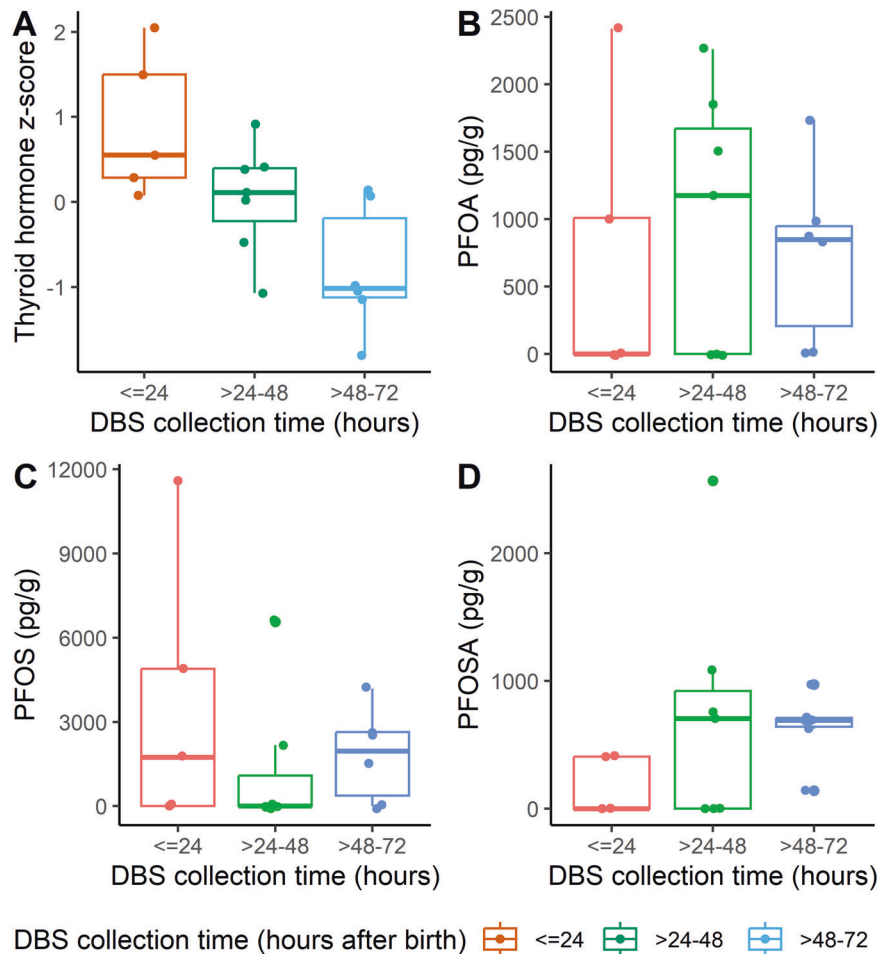 A
Thyroid hormone z-score
2
1
0
-1
<=24 >24-48 >48-72
DBS collection time (hours)
B
PFOA (pg/g)
2500
2000
1500
1000
500
0
<=24 >24-48 >48-72
DBS collection time (hours)
C
PFOS (pg/g)
12000
9000
6000
3000
0
<=24 >24-48 >48-72
DBS collection time (hours)
D
PFOSA (pg/g)
2000
1000
0
<=24 >24-48 >48-72
DBS collection time (hours)
DBS collection time (hours after birth) <=24 >24-48 >48-72